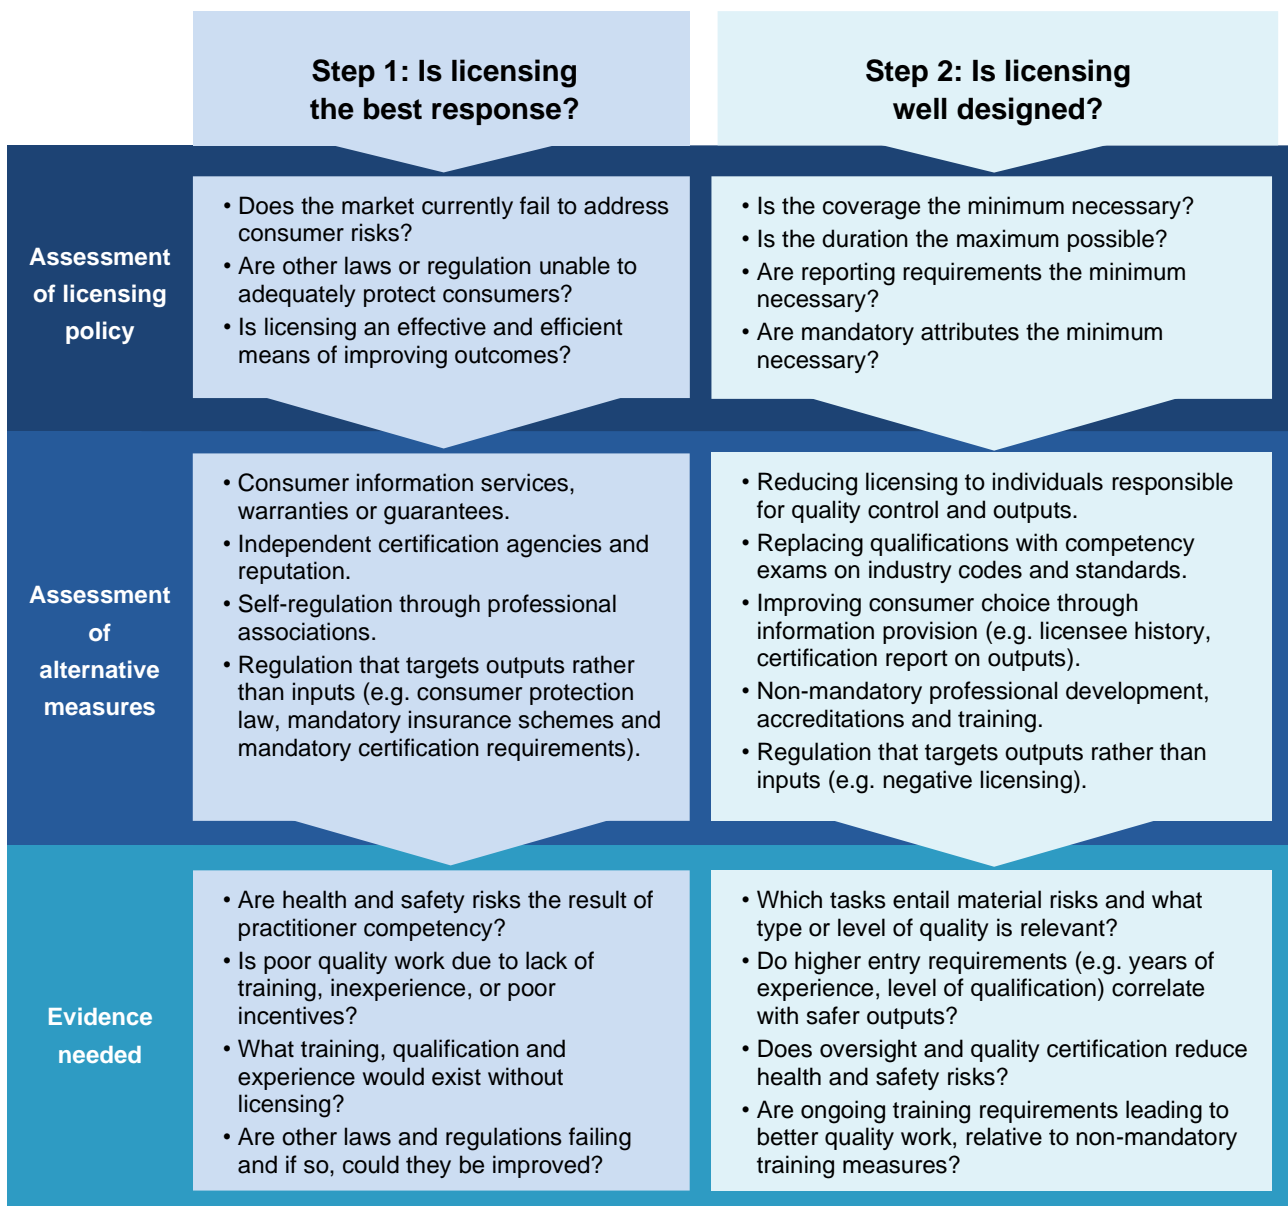 Step 1: Is licensing
the best response?
Step 2: Is licensing
well designed?
Assessment
of licensing
policy
• Does the market currently fail to address
consumer risks?
• Are other laws or regulation unable to
adequately protect consumers?
• Is licensing an effective and efficient
means of improving outcomes?
• Is the coverage the minimum necessary?
• Is the duration the maximum possible?
• Are reporting requirements the minimum
necessary?
• Are mandatory attributes the minimum
necessary?
Assessment
of
alternative
measures
• Consumer information services,
warranties or guarantees.
• Independent certification agencies and
reputation.
• Self-regulation through professional
associations.
• Regulation that targets outputs rather
than inputs (e.g. consumer protection
law, mandatory insurance schemes and
mandatory certification requirements).
• Reducing licensing to individuals responsible
for quality control and outputs.
• Replacing qualifications with competency
exams on industry codes and standards.
• Improving consumer choice through
information provision (e.g. licensee history,
certification report on outputs).
• Non-mandatory professional development,
accreditations and training.
• Regulation that targets outputs rather than
inputs (e.g. negative licensing).
Evidence
needed
• Are health and safety risks the result of
practitioner competency?
• Is poor quality work due to lack of
training, inexperience, or poor
incentives?
• What training, qualification and
experience would exist without
licensing?
• Are other laws and regulations failing
and if so, could they be improved?
• Which tasks entail material risks and what
type or level of quality is relevant?
• Do higher entry requirements (e.g. years of
experience, level of qualification) correlate
with safer outputs?
• Does oversight and quality certification reduce
health and safety risks?
• Are ongoing training requirements leading to
better quality work, relative to non-mandatory
training measures?